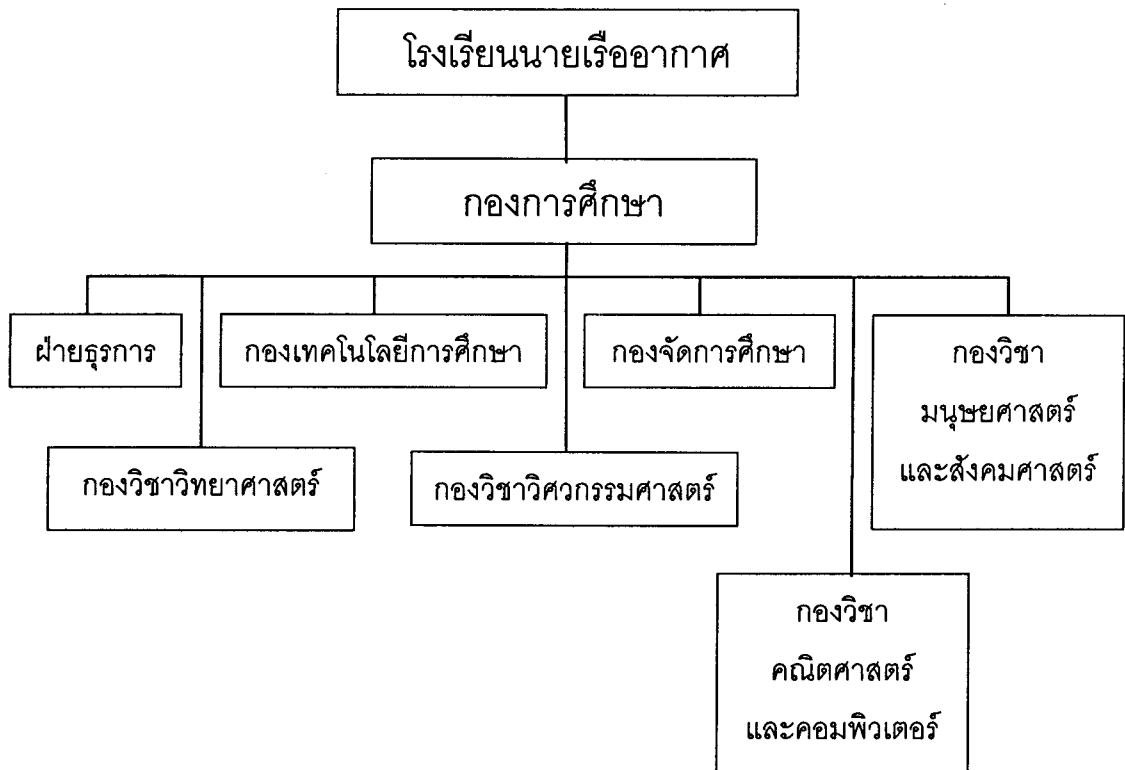 โรงเรียนนายเรืออากาศ
กองการศึกษา
ฝ่ายธุรการ
กองเทคโนโลยีการศึกษา
กองจัดการศึกษา
กองวิชา
มนุษยศาสตร์
และสังคมศาสตร์
กองวิชาวิทยาศาสตร์
กองวิชาวิศวกรรมศาสตร์
กองวิชา
คณิตศาสตร์
และคอมพิวเตอร์